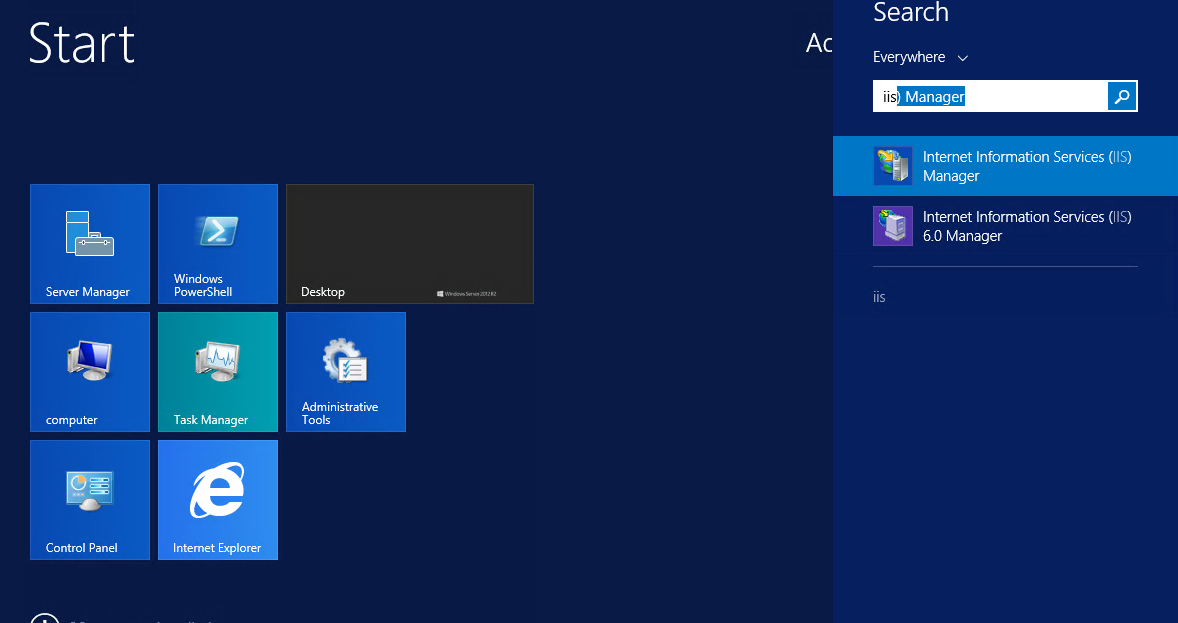 Start
Server Manager
Windows
PowerShell
Desktop
Windows Server 2012 R2
computer
Task Manager
Administrative
Tools
Control Panel
Internet Explorer
Search
Everywhere
iis) Manager
Internet Information Services (IIS)
Manager
Internet Information Services (IIS)
6.0 Manager
iis